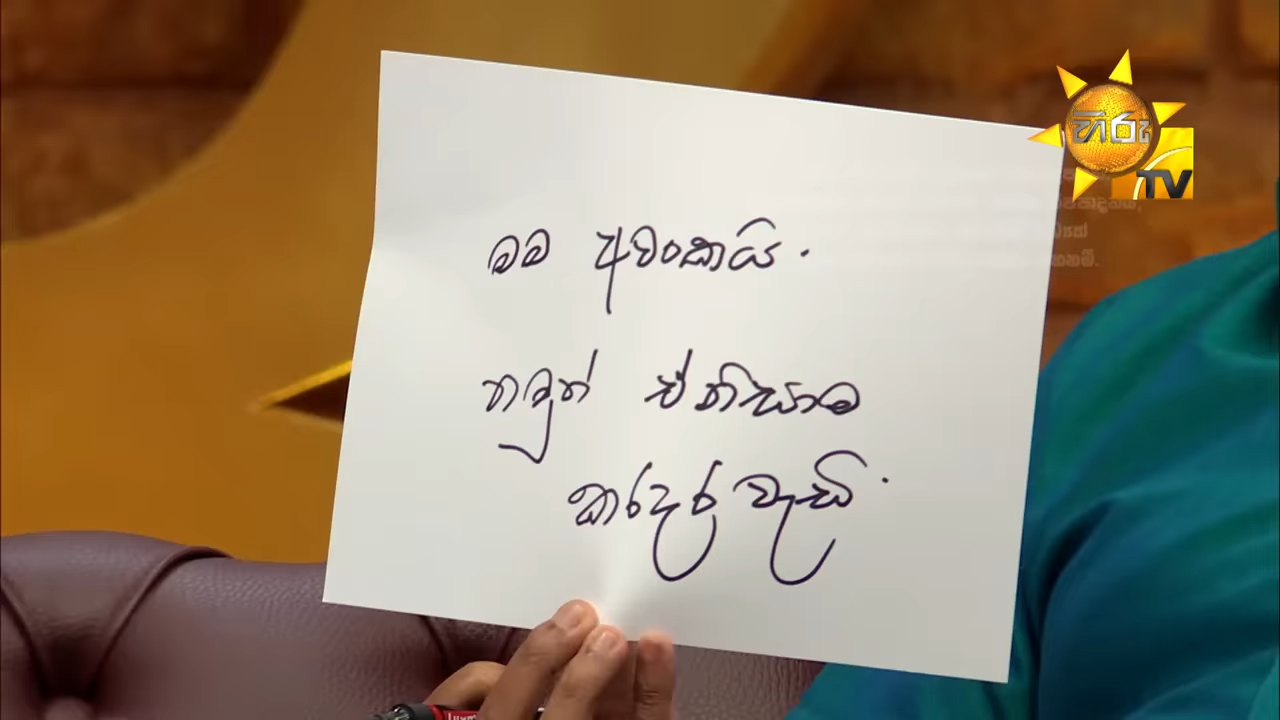 මම අවංකයි.
නමුත් ඒ නිසාම
කරදර වැඩි.
හිරු
TV